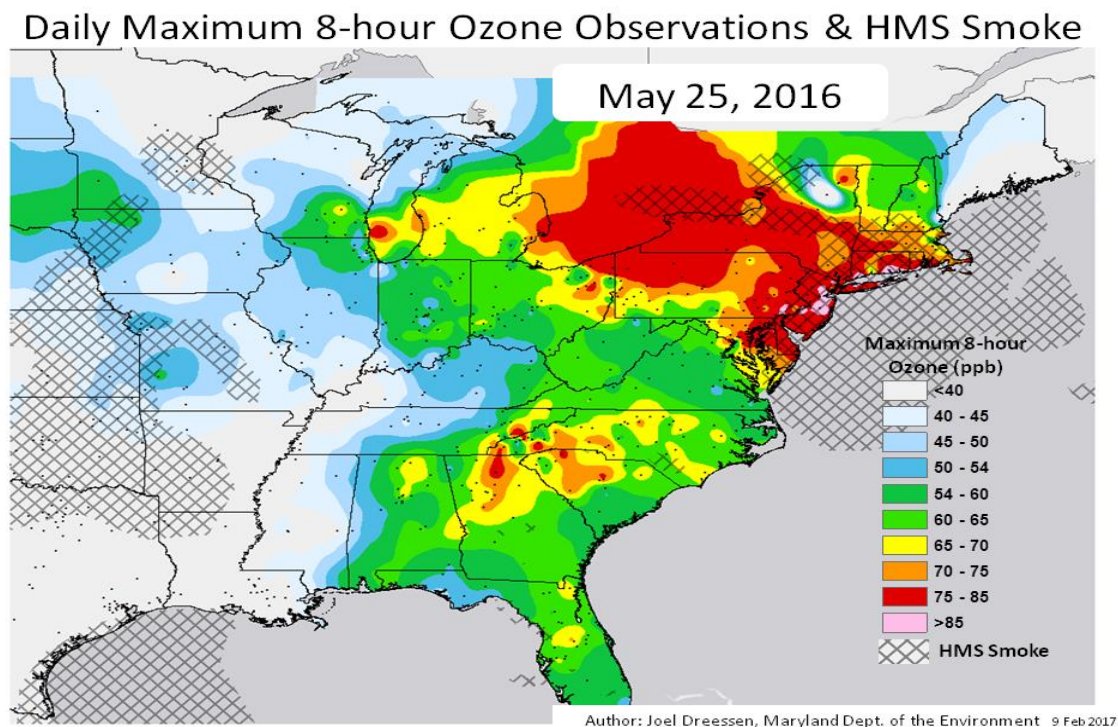 Daily Maximum 8-hour Ozone Observations & HMS Smoke
May 25, 2016
Maximum 8-hour
Ozone (ppb)
<40
40 - 45
45 - 50
50 - 54
54 - 60
60 - 65
65 - 70
70 - 75
75 - 85
>85
HMS Smoke
Author: Joel Dreessen, Maryland Dept. of the Environment 9 Feb 2017